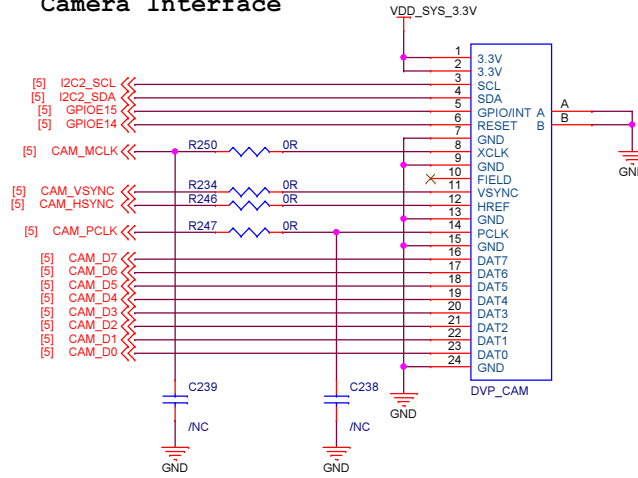 Camera Interface
VDD_SYS_3.3V
1 3.3V
2 3.3V
[5] I2C2_SCL 3 SCL
[5] I2C2_SDA 4 SDA
[5] GPIOE15 5 GPIO/INT A A
[5] GPIOE14 6 RESET B B
7 GND
[5] CAM_MCLK R250 0R 8 XCLK
9 GND
GND
10 FIELD
[5] CAM_VSYNC R234 0R 11 VSYNC
[5] CAM_HSYNC R246 0R 12 HREF
13 GND
[5] CAM_PCLK R247 0R 14 PCLK
15 GND
[5] CAM_D7 16 DAT7
[5] CAM_D6 17 DAT6
[5] CAM_D5 18 DAT5
[5] CAM_D4 19 DAT4
[5] CAM_D3 20 DAT3
[5] CAM_D2 21 DAT2
[5] CAM_D1 22 DAT1
[5] CAM_D0 23 DAT0
24 GND
C239 C238 DVP_CAM
GND
/NC /NC
GND GND